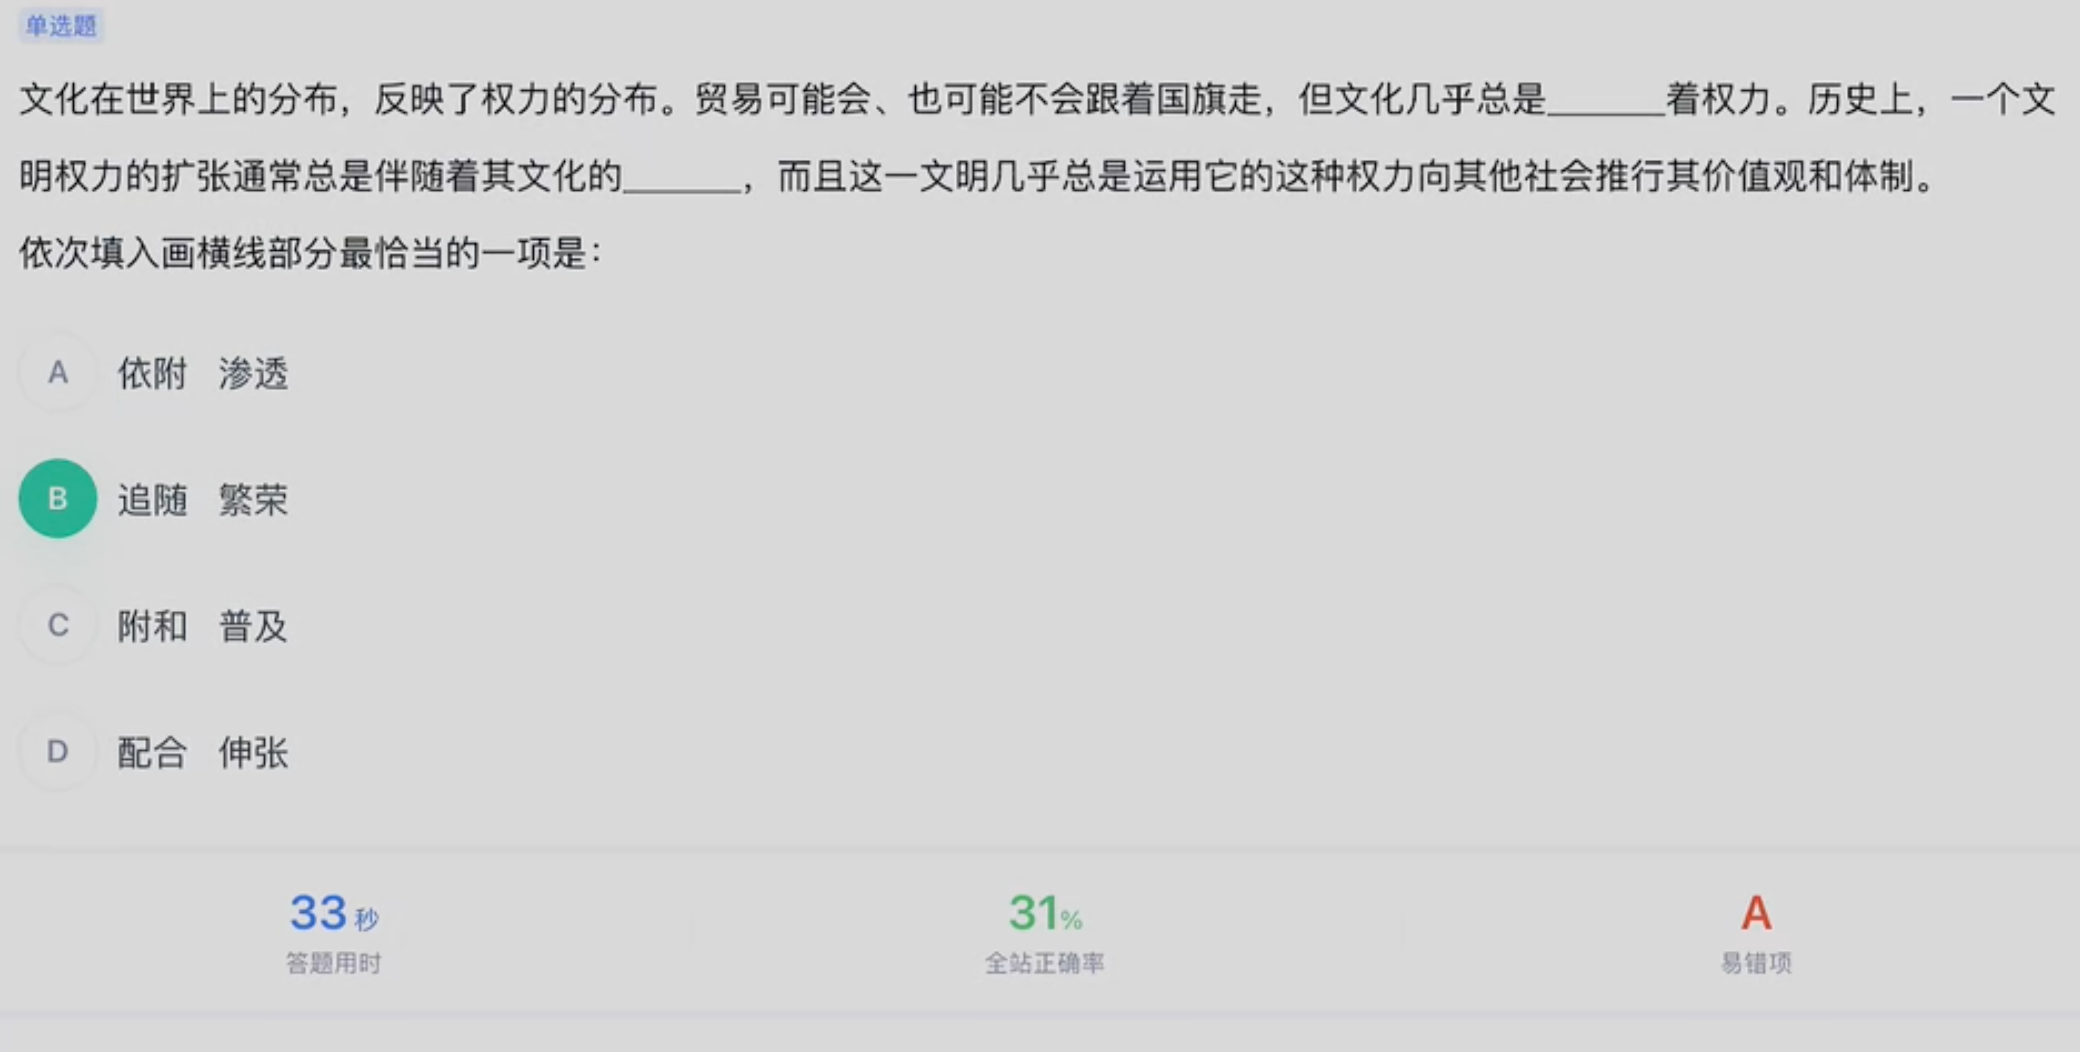 单选题
文化在世界上的分布，反映了权力的分布。贸易可能会、也可能不会跟着国旗走，但文化几乎总是______着权力。历史上，一个文
明权力的扩张通常总是伴随着其文化的______，而且这一文明几乎总是运用它的这种权力向其他社会推行其价值观和体制。
依次填入画横线部分最恰当的一项是：
A 依附 渗透
B 追随 繁荣
C 附和 普及
D 配合 伸张
33秒 31% A
答题用时 全站正确率 易错项